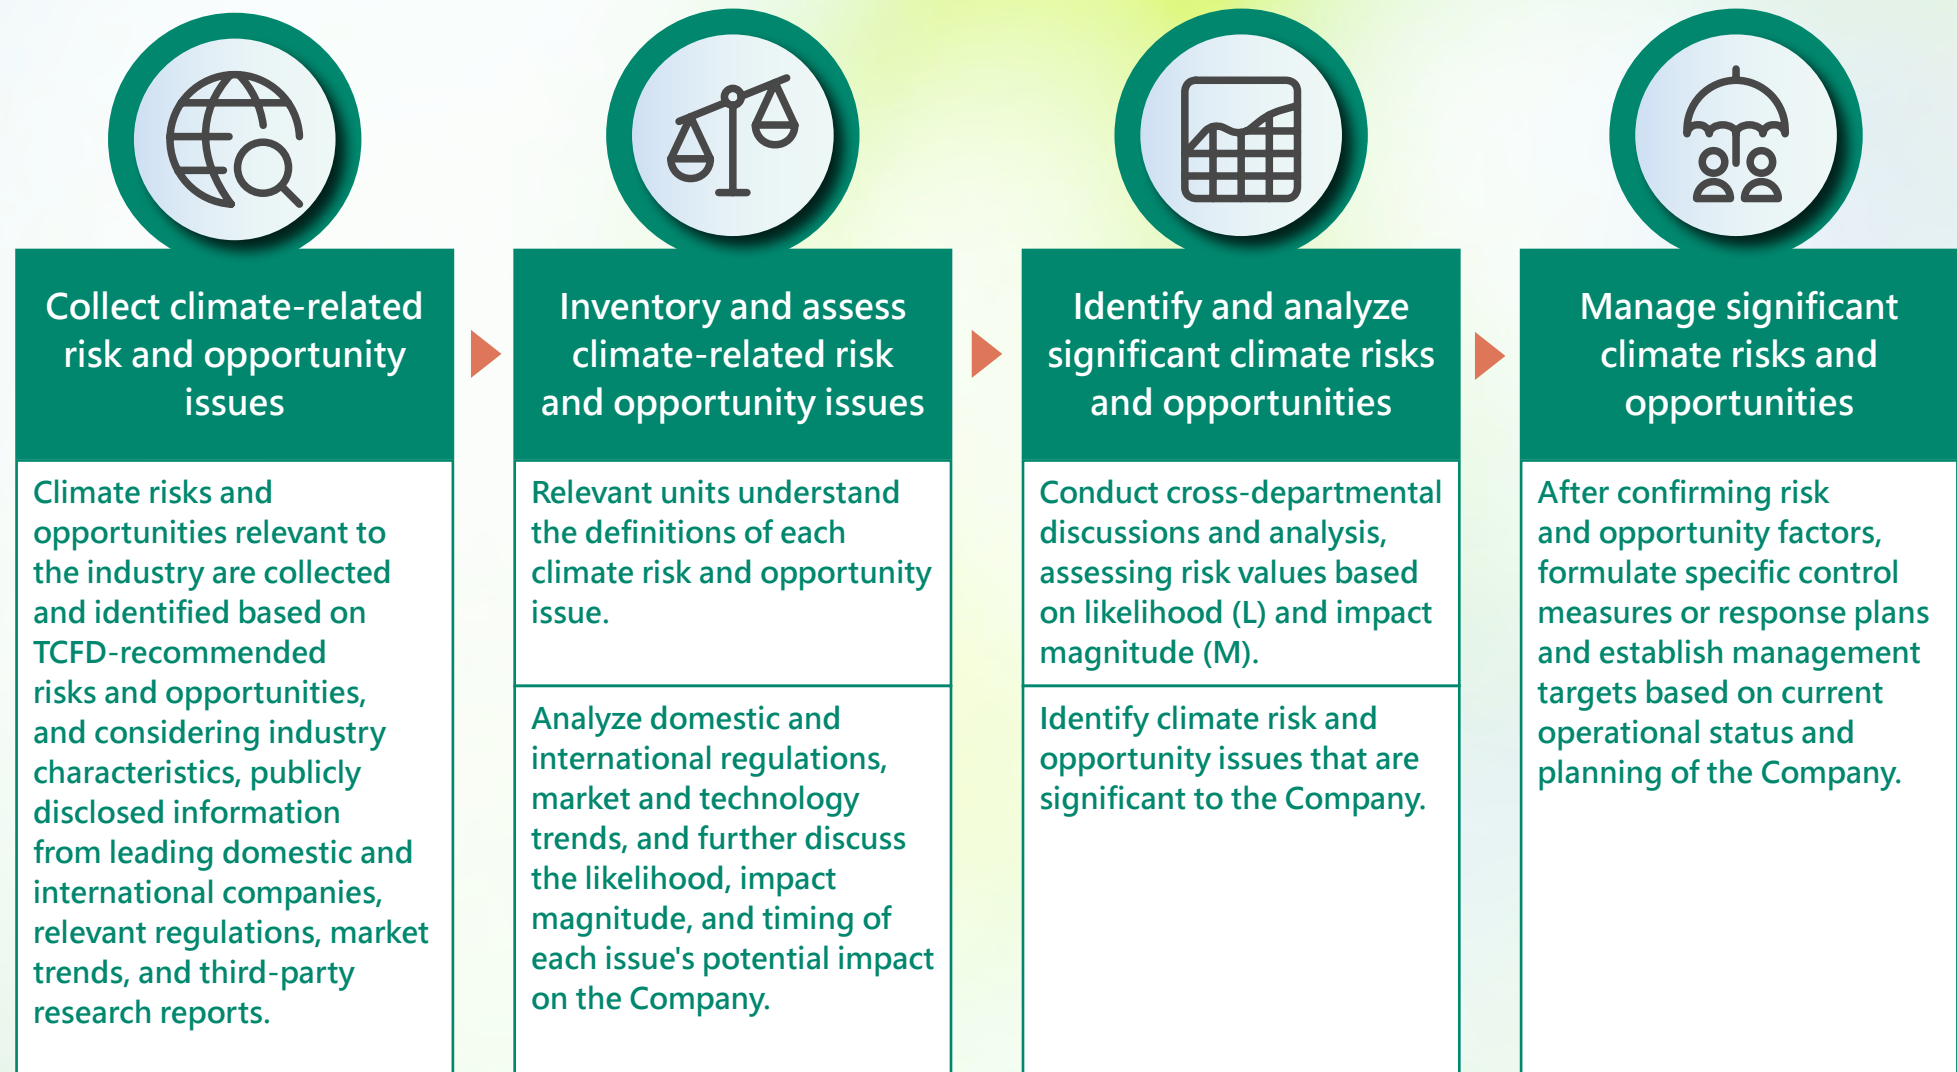 Collect climate-related
risk and opportunity
issues
Climate risks and
opportunities relevant to
the industry are collected
and identified based on
TCFD-recommended
risks and opportunities,
and considering industry
characteristics, publicly
disclosed information
from leading domestic and
international companies,
relevant regulations, market
trends, and third-party
research reports.
Inventory and assess
climate-related risk
and opportunity issues
Relevant units understand
the definitions of each
climate risk and opportunity
issue.
Analyze domestic and
international regulations,
market and technology
trends, and further discuss
the likelihood, impact
magnitude, and timing of
each issue's potential impact
on the Company.
Identify and analyze
significant climate risks
and opportunities
Conduct cross-departmental
discussions and analysis,
assessing risk values based
on likelihood (L) and impact
magnitude (M).
Identify climate risk and
opportunity issues that are
significant to the Company.
Manage significant
climate risks and
opportunities
After confirming risk
and opportunity factors,
formulate specific control
measures or response plans
and establish management
targets based on current
operational status and
planning of the Company.